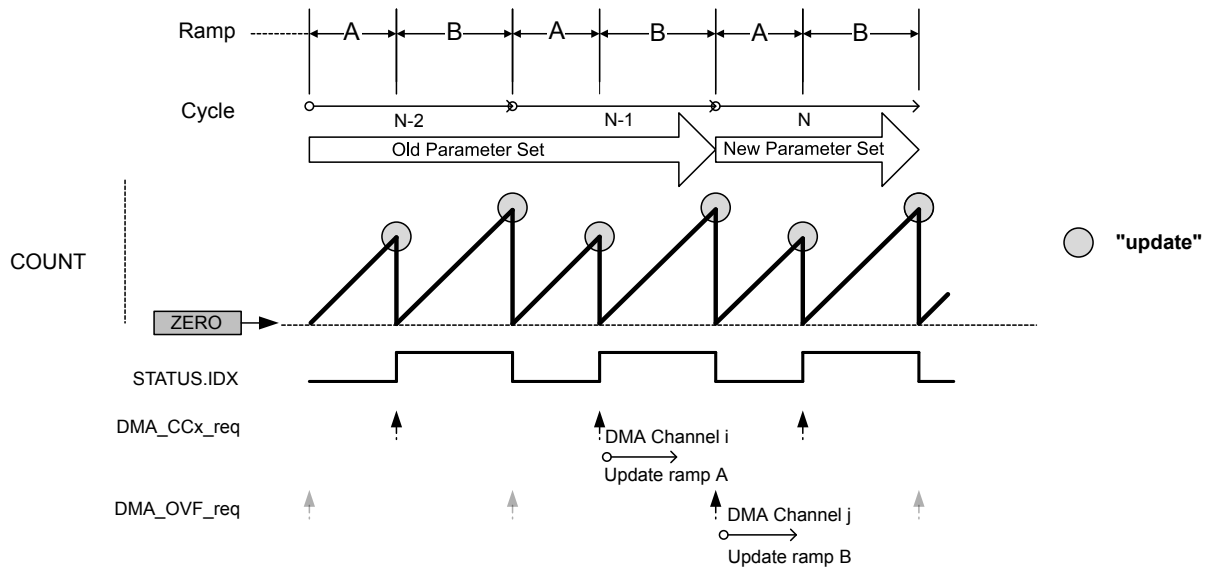 Ramp A B A B A B
Cycle
N-2 N-1 N
Old Parameter Set New Parameter Set
COUNT
"update"
ZERO
STATUS.IDX
DMA_CCx_req
DMA Channel i
Update ramp A
DMA_OVF_req
DMA Channel j
Update ramp B